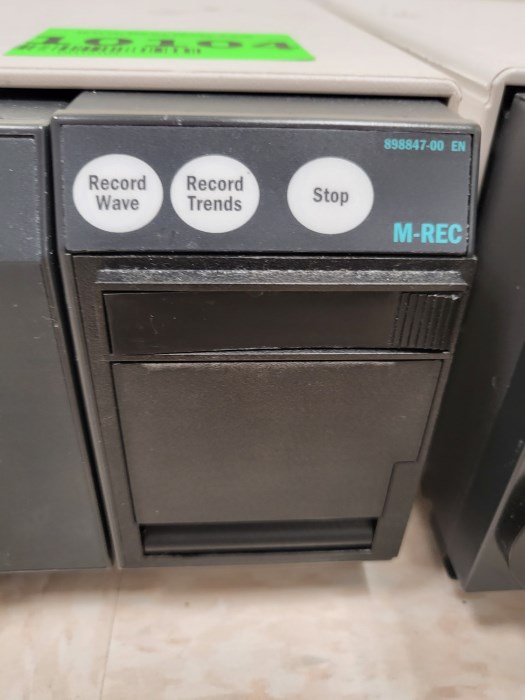 898847-00 EN
Record
Wave
Record
Trends
Stop
M-REC